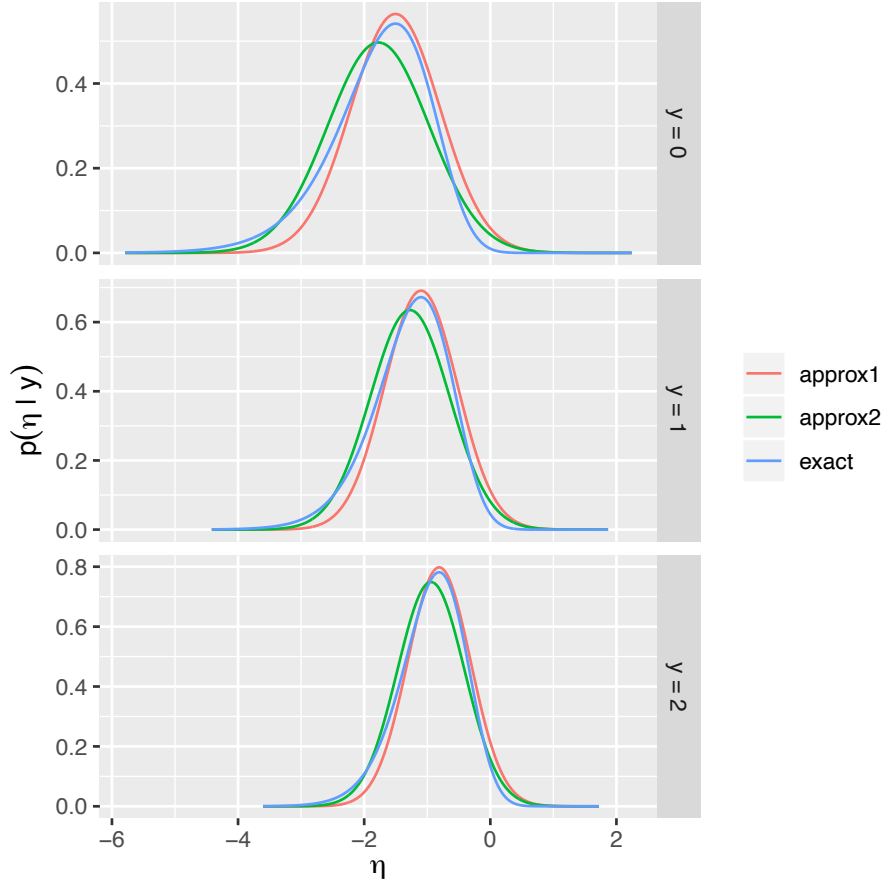 0.4
0.2
0.0
y = 0
0.6
0.4
0.2
0.0
y = 1
0.8
0.6
0.4
0.2
0.0
y = 2
−6 −4 −2 0 2
η
p(η | y)
approx1
approx2
exact